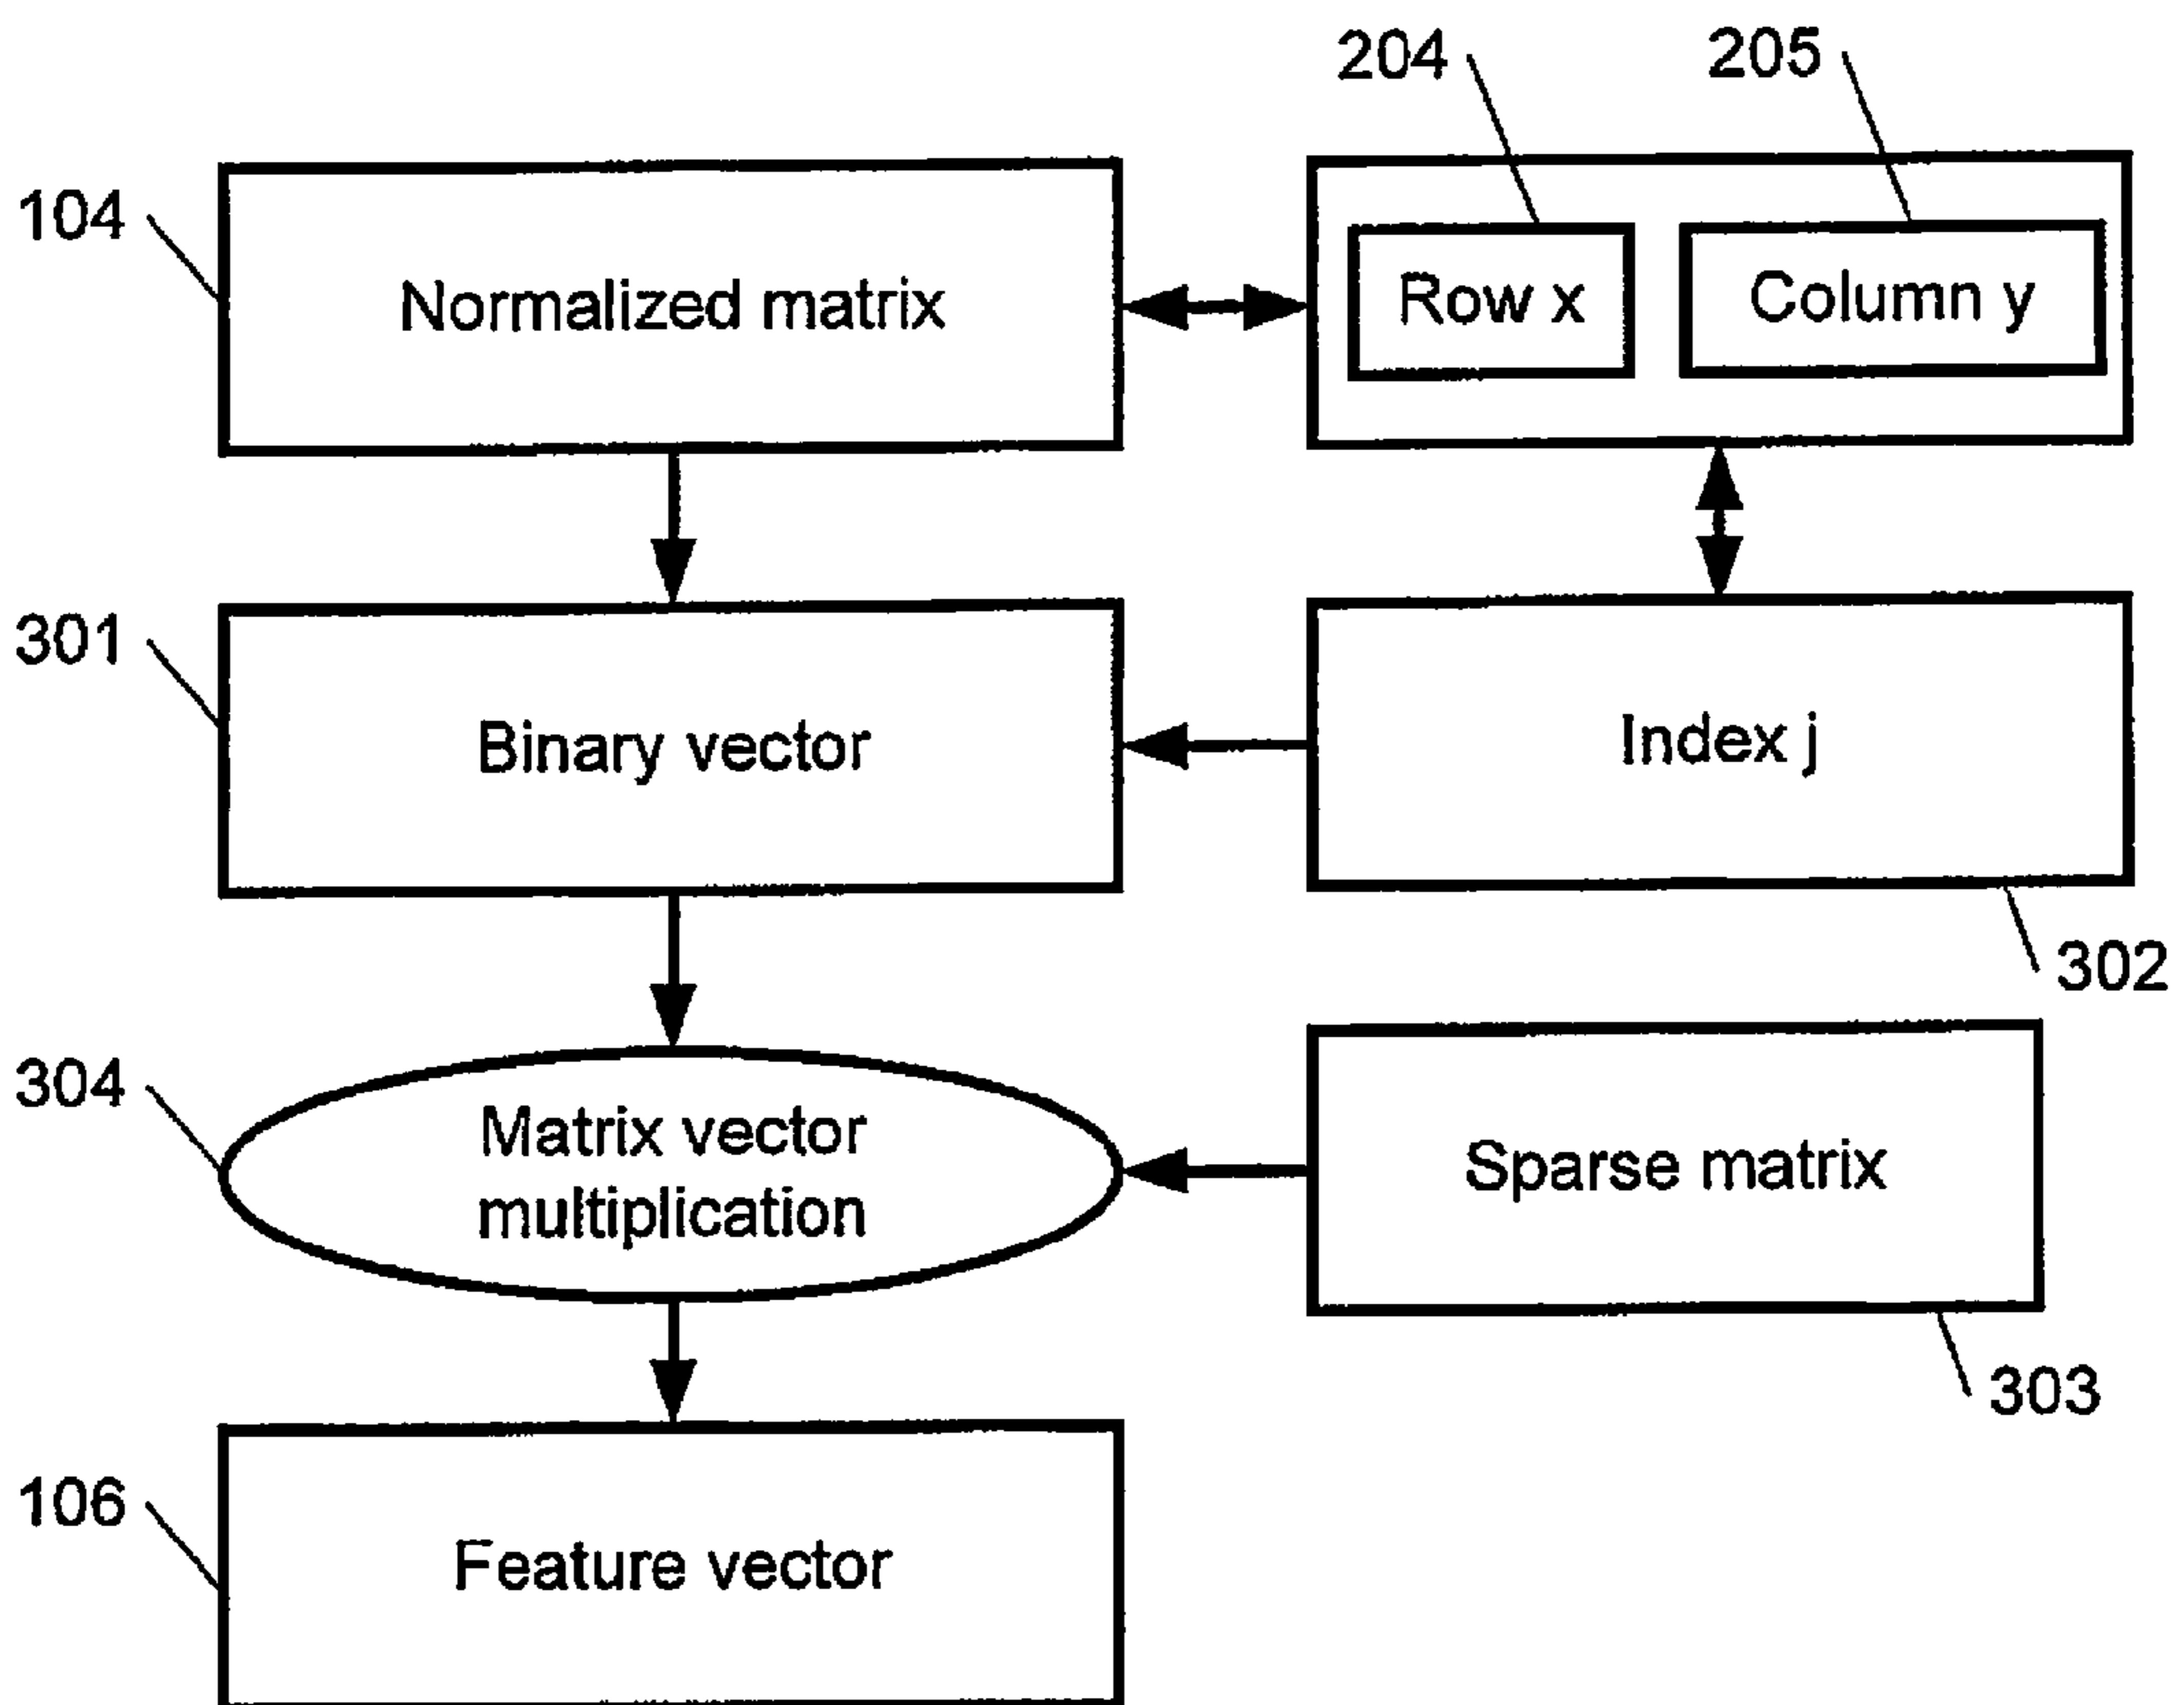 204
205
104
Normalized matrix
Row x
Column y
301
Binary vector
Index j
302
304
Matrix vector
multiplication
Sparse matrix
303
106
Feature vector